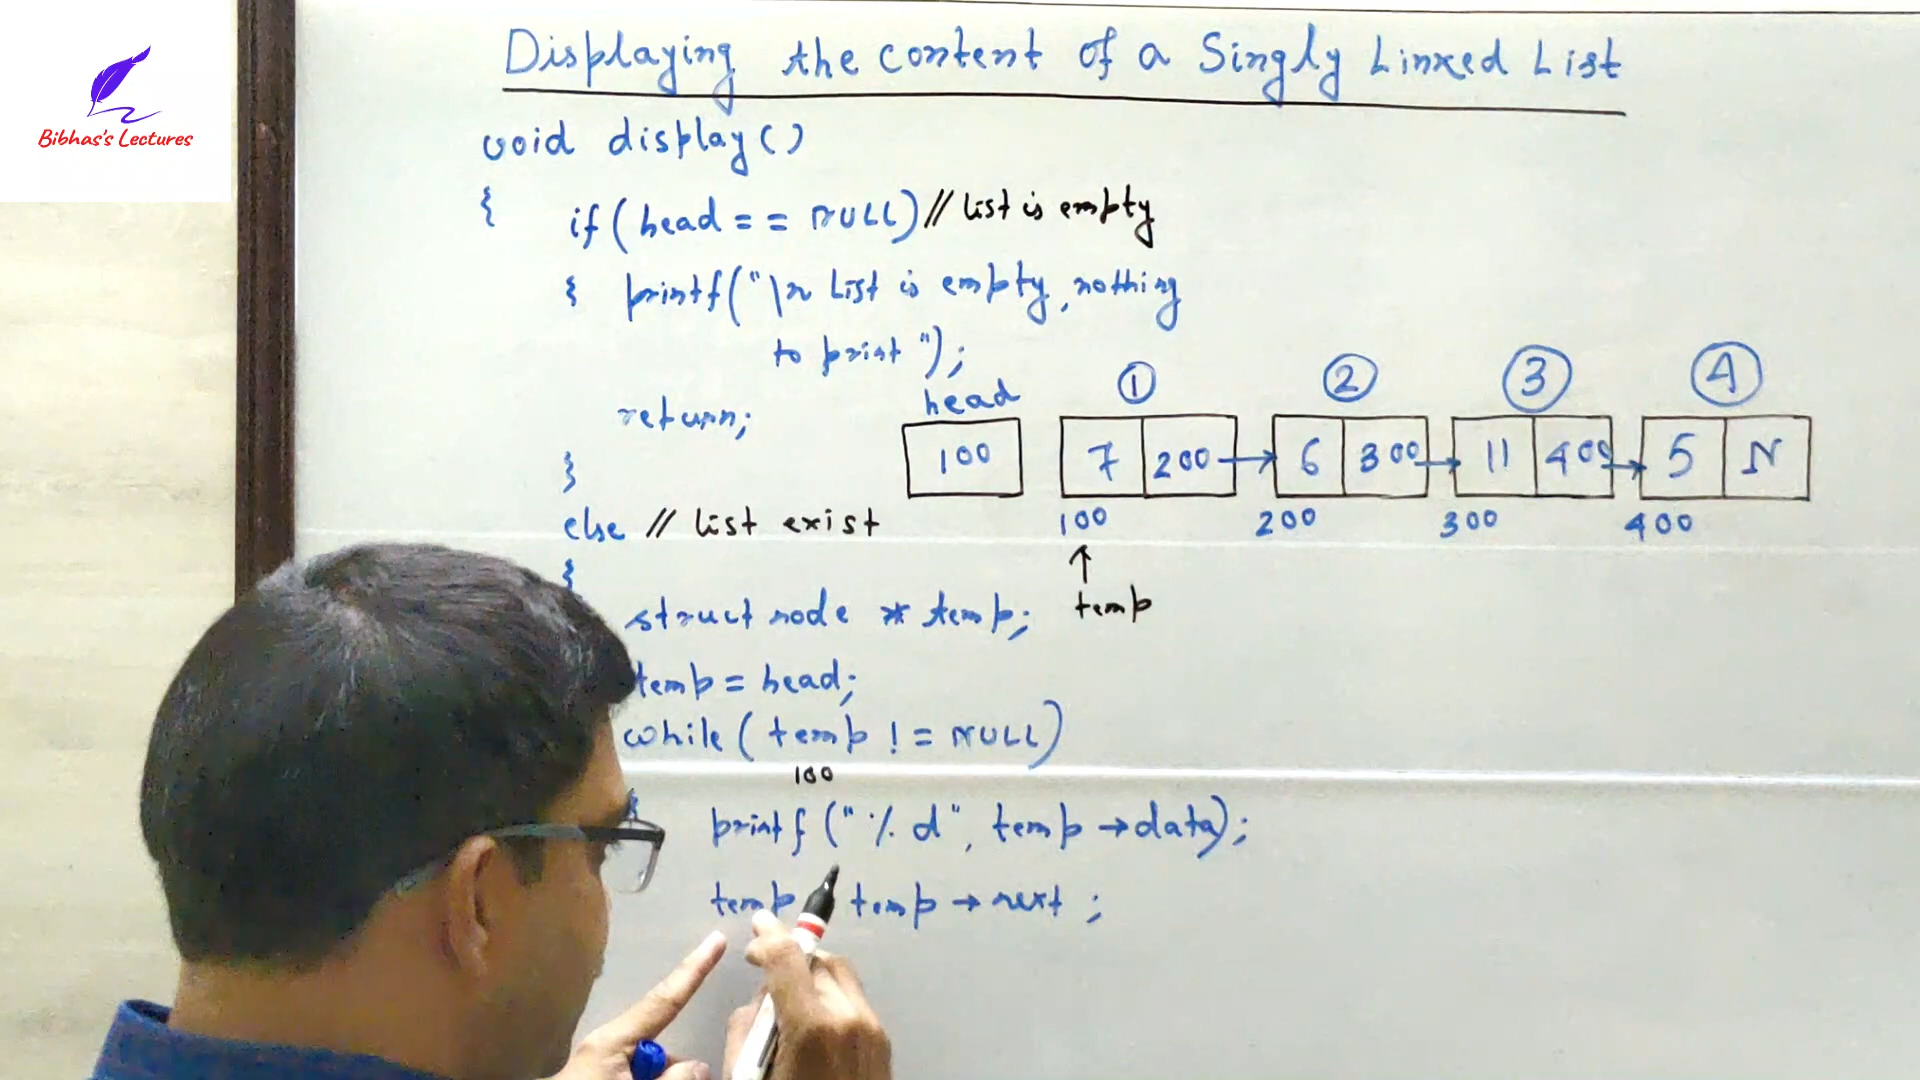 Bibhas's Lectures
Displaying the content of a Singly Linked List
void display()
{ if(head == NULL) // list is empty
{ printf("\n List is empty, nothing
to print");
return;
}
else // list exist
{
struct node * temp;
temp = head;
while(temp != NULL)
100
{ printf("%d", temp→data);
temp temp→next ;
head
100
① ② ③ ④
7 200 → 6 300 → 11 400 → 5 N
100 200 300 400
↑
temp